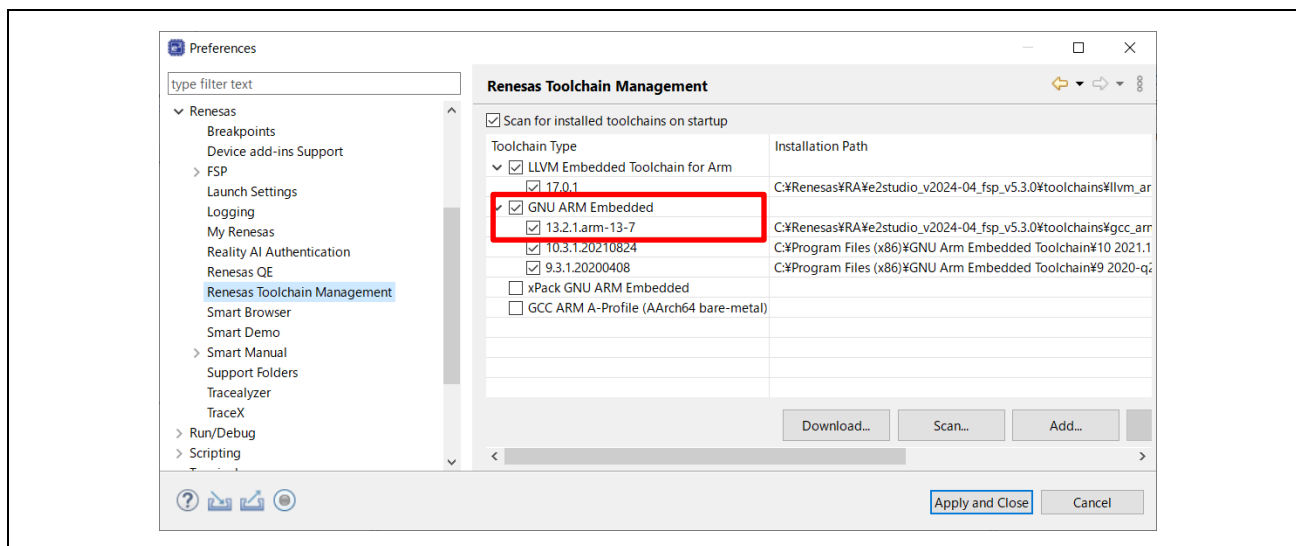 Preferences
type filter text
Renesas
Breakpoints
Device add-ins Support
FSP
Launch Settings
Logging
My Renesas
Reality AI Authentication
Renesas QE
Renesas Toolchain Management
Smart Browser
Smart Demo
Smart Manual
Support Folders
Tracealyzer
TraceX
Run/Debug
Scripting
Renesas Toolchain Management
Scan for installed toolchains on startup
Toolchain Type Installation Path
LLVM Embedded Toolchain for Arm
17.0.1 C:¥Renesas¥RA¥e2studio_v2024-04_fsp_v5.3.0¥toolchains¥llvm_ar
GNU ARM Embedded
13.2.1.arm-13-7 C:¥Renesas¥RA¥e2studio_v2024-04_fsp_v5.3.0¥toolchains¥gcc_arm
10.3.1.20210824 C:¥Program Files (x86)¥GNU Arm Embedded Toolchain¥10 2021.1
9.3.1.20200408 C:¥Program Files (x86)¥GNU Arm Embedded Toolchain¥9 2020-q2
xPack GNU ARM Embedded
GCC ARM A-Profile (AArch64 bare-metal)
Download... Scan... Add...
Apply and Close Cancel